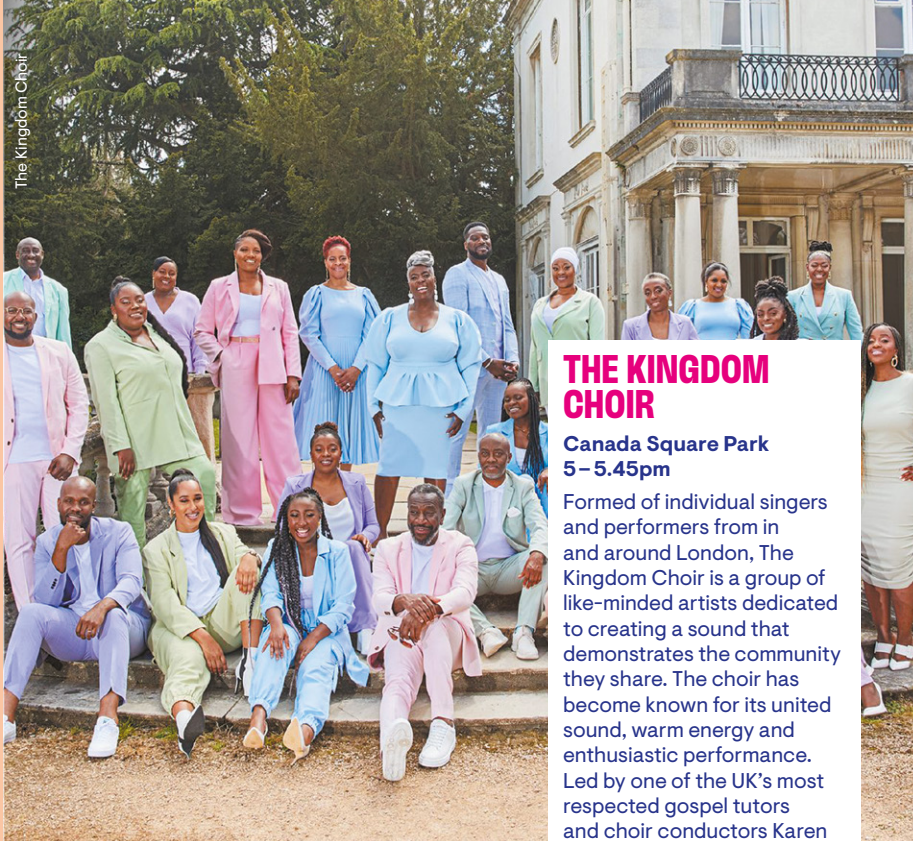 The Kingdom Choir
THE KINGDOM
CHOIR
Canada Square Park
5 – 5.45pm
Formed of individual singers
and performers from in
and around London, The
Kingdom Choir is a group of
like-minded artists dedicated
to creating a sound that
demonstrates the community
they share. The choir has
become known for its united
sound, warm energy and
enthusiastic performance.
Led by one of the UK’s most
respected gospel tutors
and choir conductors Karen